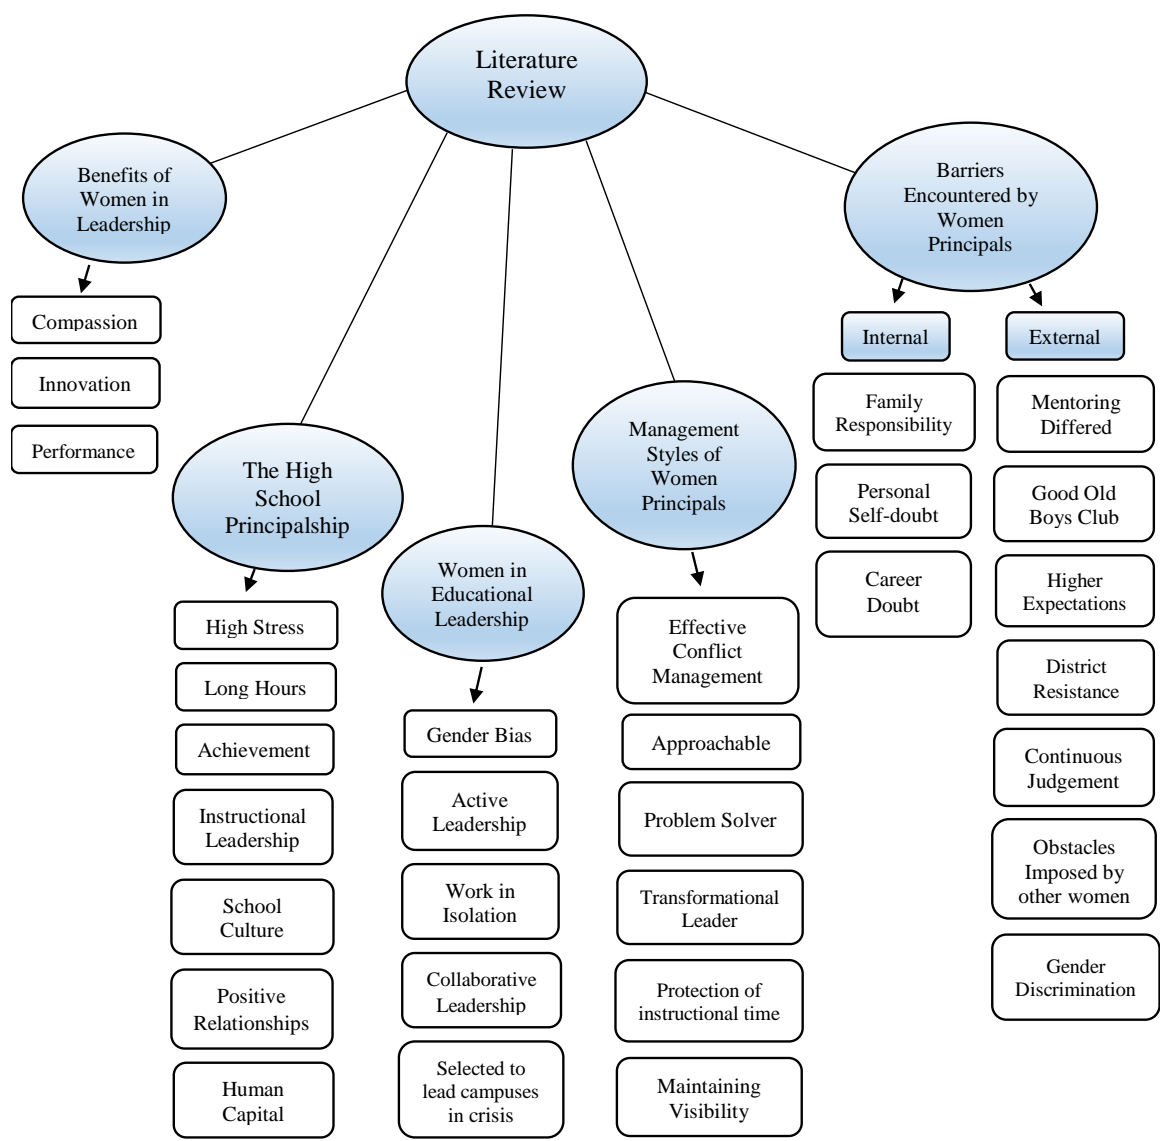 Literature
Review
Benefits of
Women in
Leadership
Compassion
Innovation
Performance
The High
School
Principalship
High Stress
Long Hours
Achievement
Instructional
Leadership
School
Culture
Positive
Relationships
Human
Capital
Women in
Educational
Leadership
Gender Bias
Active
Leadership
Work in
Isolation
Collaborative
Leadership
Selected to
lead campuses
in crisis
Management
Styles of
Women
Principals
Effective
Conflict
Management
Approachable
Problem Solver
Transformational
Leader
Protection of
instructional time
Maintaining
Visibility
Barriers
Encountered by
Women
Principals
Internal
Family
Responsibility
Personal
Self-doubt
Career
Doubt
External
Mentoring
Differed
Good Old
Boys Club
Higher
Expectations
District
Resistance
Continuous
Judgement
Obstacles
Imposed by
other women
Gender
Discrimination